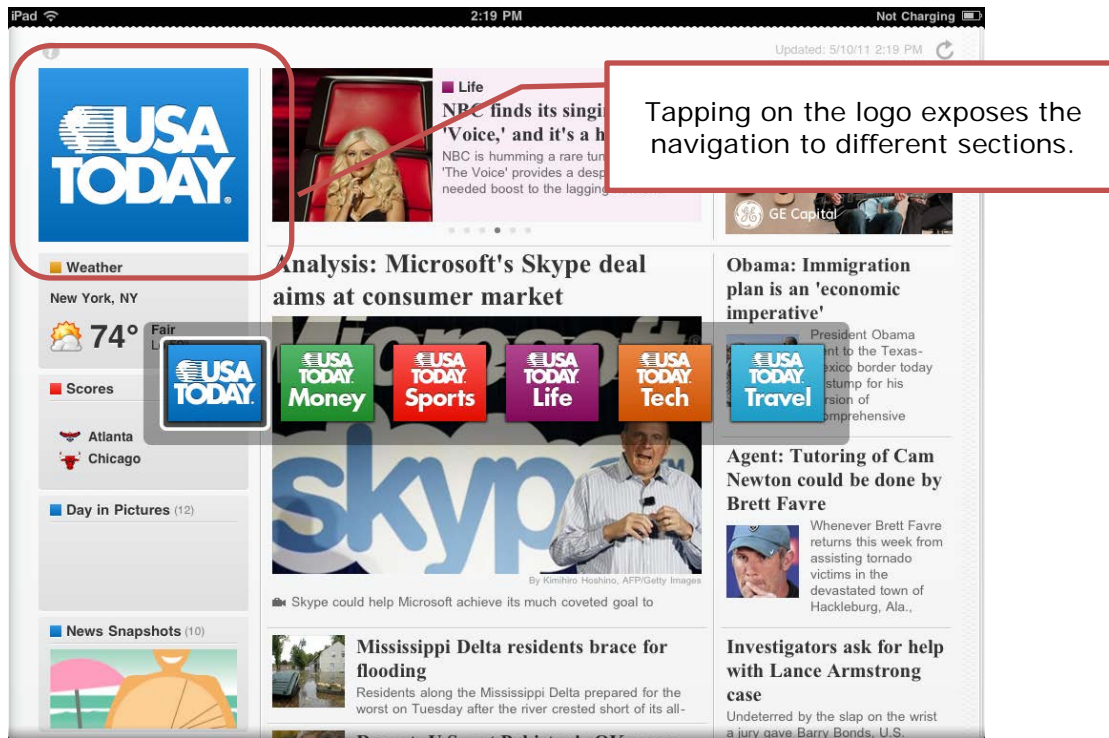 iPad
2:19 PM
Not Charging
Updated: 5/10/11 2:19 PM
USA
TODAY.
Life
NBC finds its singi
'Voice,' and it's a h
NBC is humming a rare tun
'The Voice' provides a desp
needed boost to the lagging
Tapping on the logo exposes the
navigation to different sections.
GE Capital
Weather
New York, NY
74°
Fair
Scores
Atlanta
Chicago
Day in Pictures (12)
News Snapshots (10)
Analysis: Microsoft's Skype deal
aims at consumer market
Microsoft
skype
USA
TODAY.
USA
TODAY.
Money
USA
TODAY.
Sports
USA
TODAY.
Life
USA
TODAY.
Tech
USA
TODAY.
Travel
By Kimihiro Hoshino, AFP/Getty Images
Skype could help Microsoft achieve its much coveted goal to
Mississippi Delta residents brace for
flooding
Residents along the Mississippi Delta prepared for the
worst on Tuesday after the river crested short of its all-
Obama: Immigration
plan is an 'economic
imperative'
President Obama
to the Texas-
border today
stump for his
of
comprehensive
Agent: Tutoring of Cam
Newton could be done by
Brett Favre
Whenever Brett Favre
returns this week from
assisting tornado
victims in the
devastated town of
Hackleburg, Ala.,
Investigators ask for help
with Lance Armstrong
case
Undeterred by the slap on the wrist
a jury gave Barry Bonds, U.S.